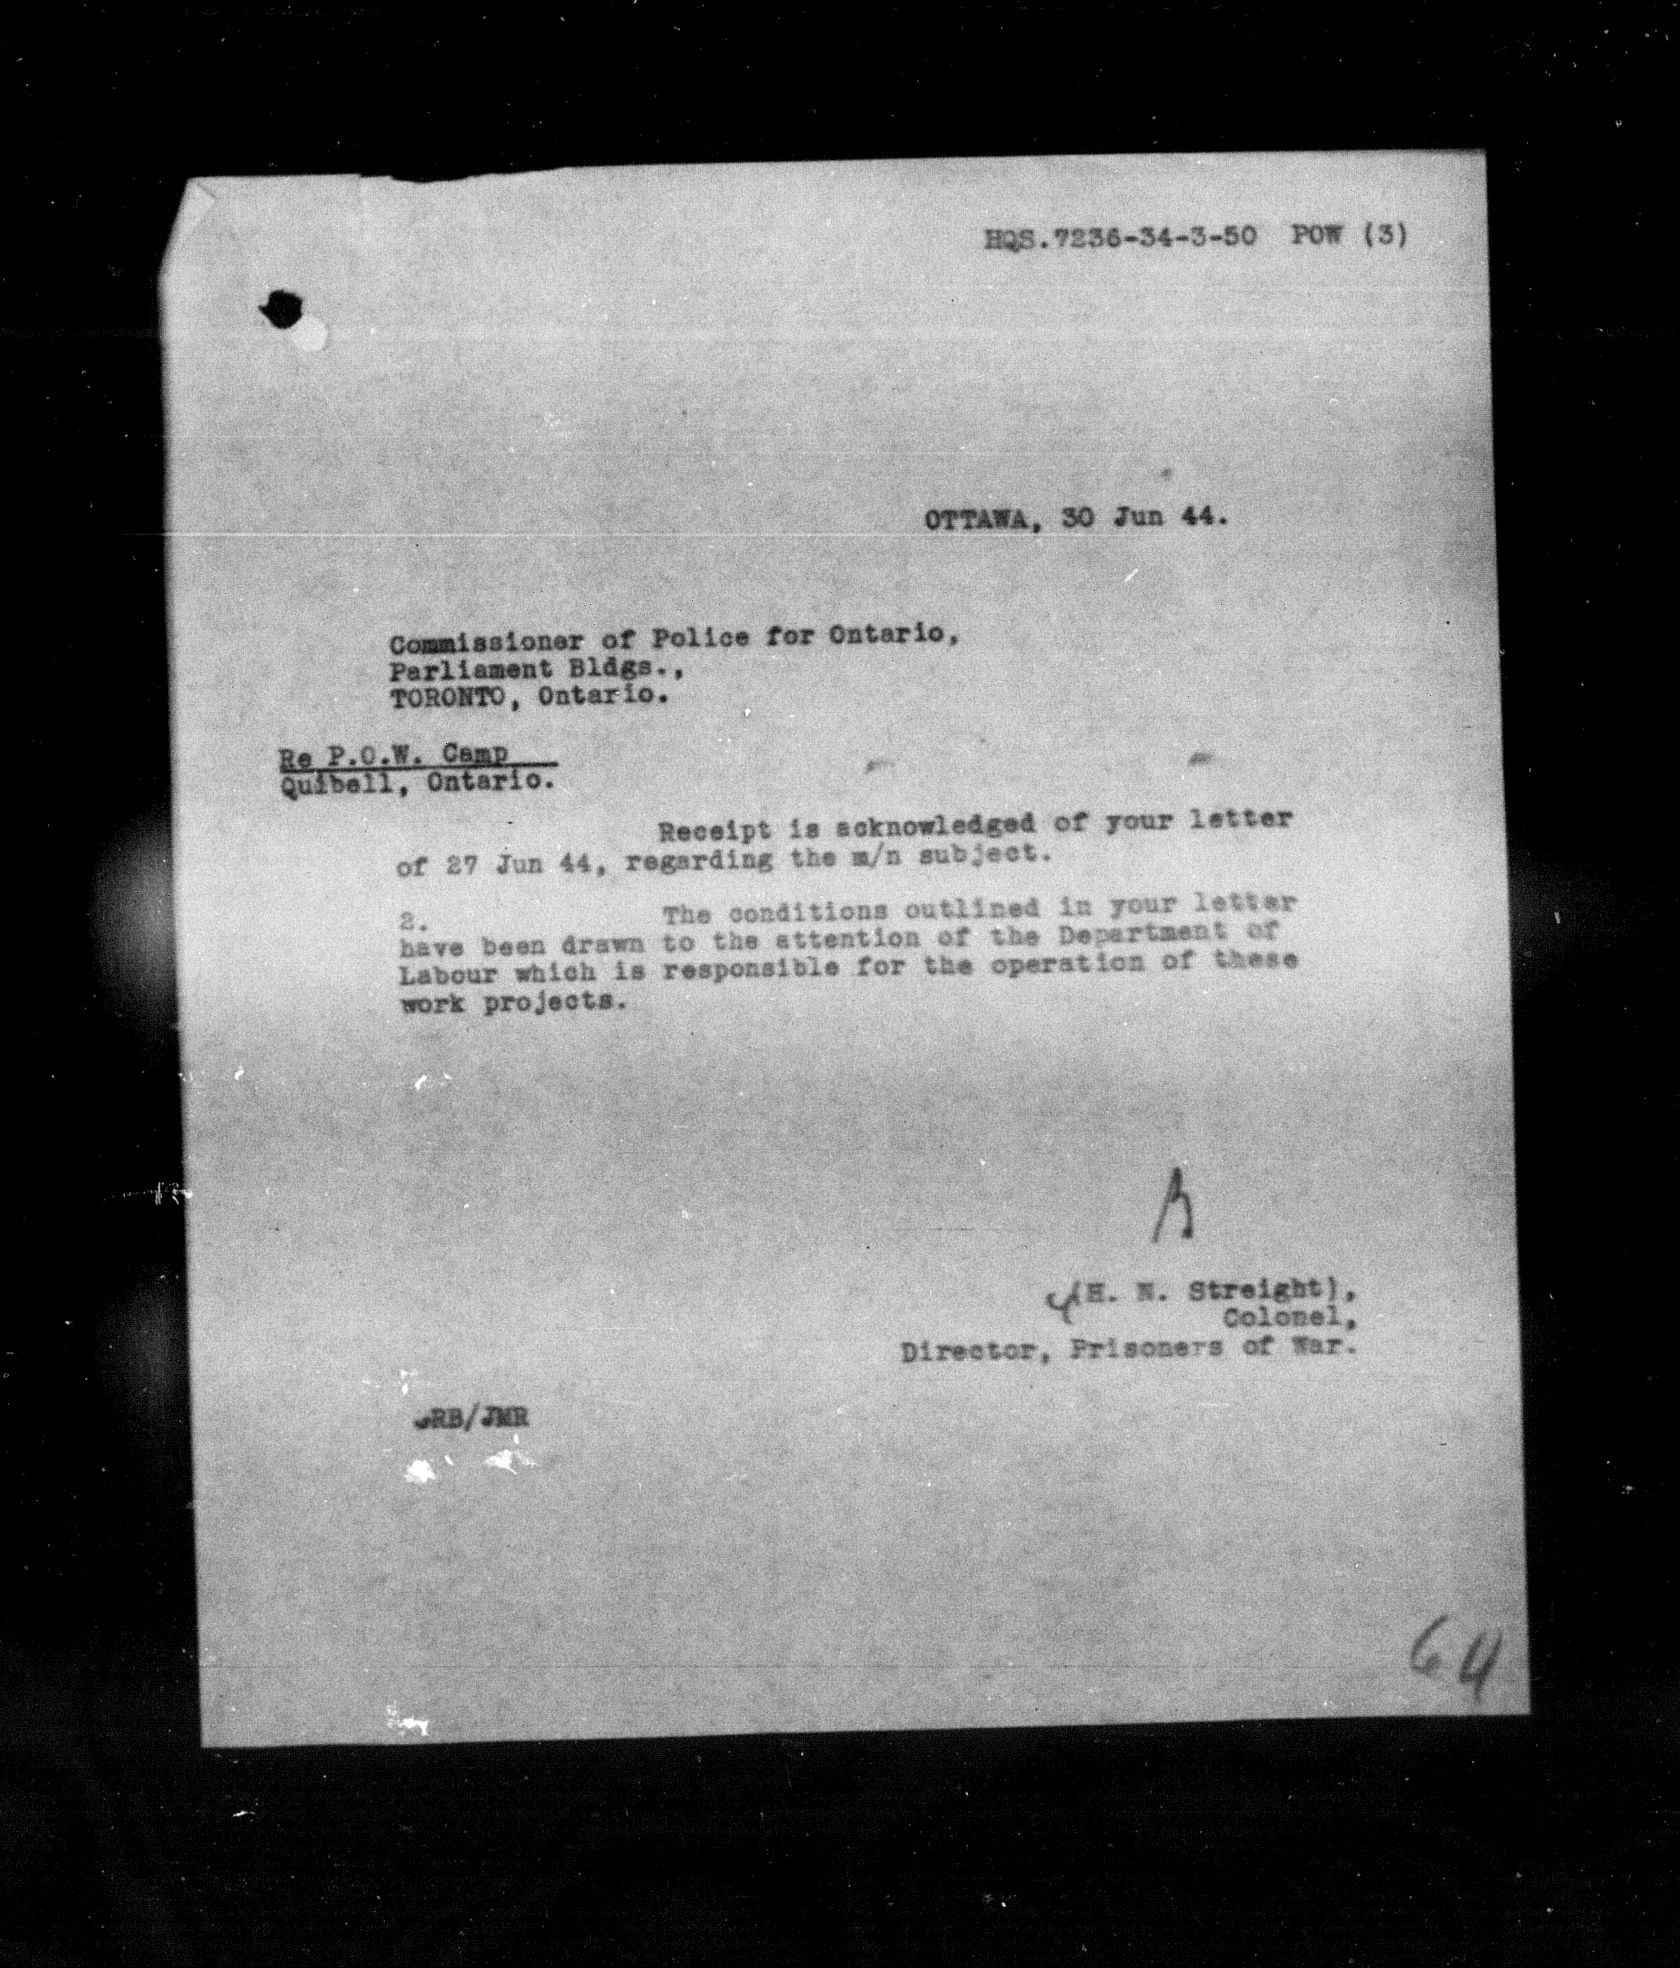 HQS.7236-34-3-50 POW (3)
OTTAWA, 30 Jun 44.
Commissioner of Police for Ontario,
Parliament Bldgs.,
TORONTO, Ontario.
Re P.O.W. Camp
Quibell, Ontario.
Receipt is acknowledged of your letter
of 27 Jun 44, regarding the m/n subject.
2. The conditions outlined in your letter
have been drawn to the attention of the Department of
Labour which is responsible for the operation of these
work projects.
(H. N. Streight),
Colonel,
Director, Prisoners of War.
RB/JMR
64